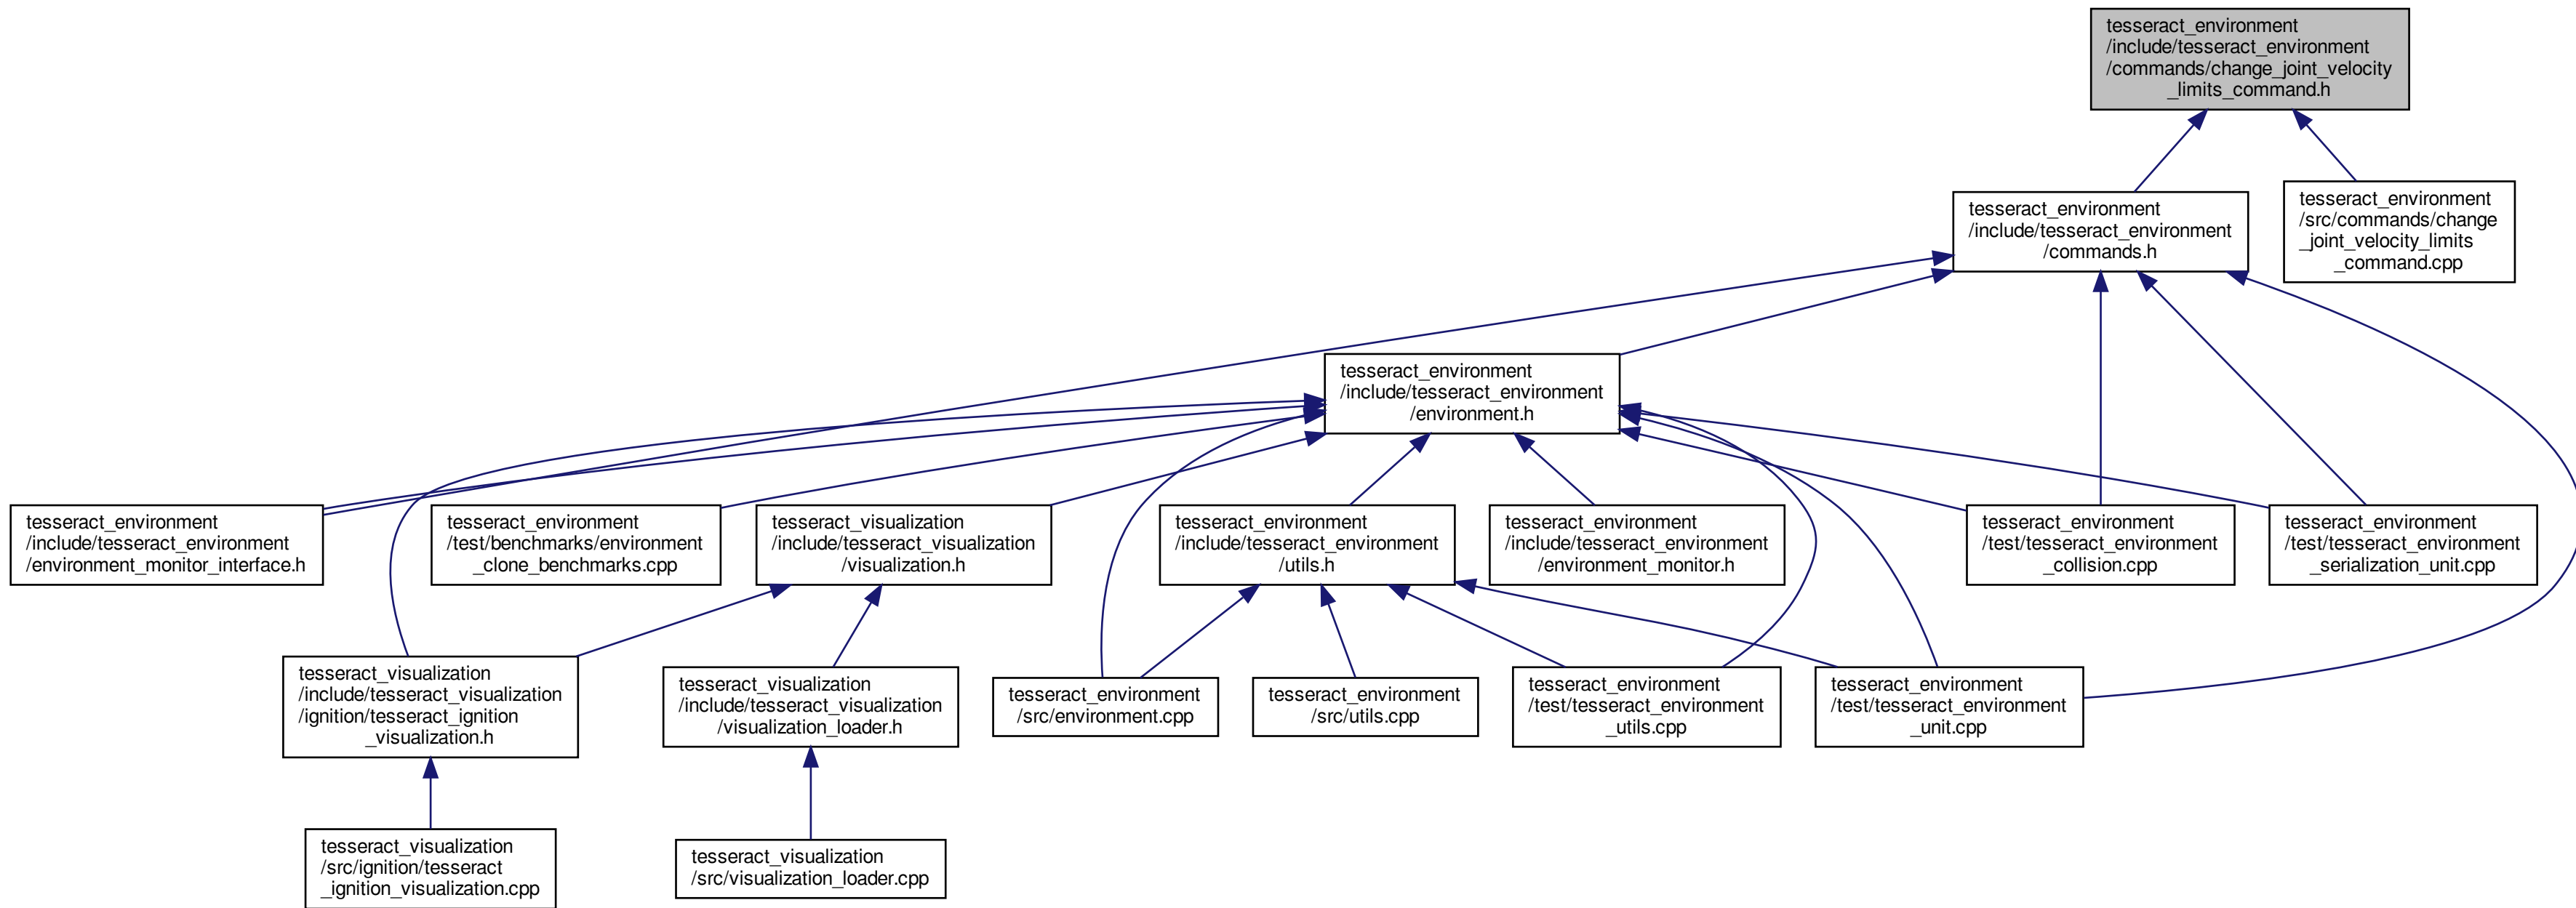 tesseract_environment
/include/tesseract_environment
/commands/change_joint_velocity
_limits_command.h
tesseract_environment
/include/tesseract_environment
/commands.h
tesseract_environment
/src/commands/change
_joint_velocity_limits
_command.cpp
tesseract_environment
/include/tesseract_environment
/environment.h
tesseract_environment
/include/tesseract_environment
/environment_monitor_interface.h
tesseract_environment
/test/benchmarks/environment
_clone_benchmarks.cpp
tesseract_visualization
/include/tesseract_visualization
/visualization.h
tesseract_environment
/include/tesseract_environment
/utils.h
tesseract_environment
/include/tesseract_environment
/environment_monitor.h
tesseract_environment
/test/tesseract_environment
_collision.cpp
tesseract_environment
/test/tesseract_environment
_serialization_unit.cpp
tesseract_visualization
/include/tesseract_visualization
/ignition/tesseract_ignition
_visualization.h
tesseract_visualization
/include/tesseract_visualization
/visualization_loader.h
tesseract_environment
/src/environment.cpp
tesseract_environment
/src/utils.cpp
tesseract_environment
/test/tesseract_environment
_utils.cpp
tesseract_environment
/test/tesseract_environment
_unit.cpp
tesseract_visualization
/src/ignition/tesseract
_ignition_visualization.cpp
tesseract_visualization
/src/visualization_loader.cpp